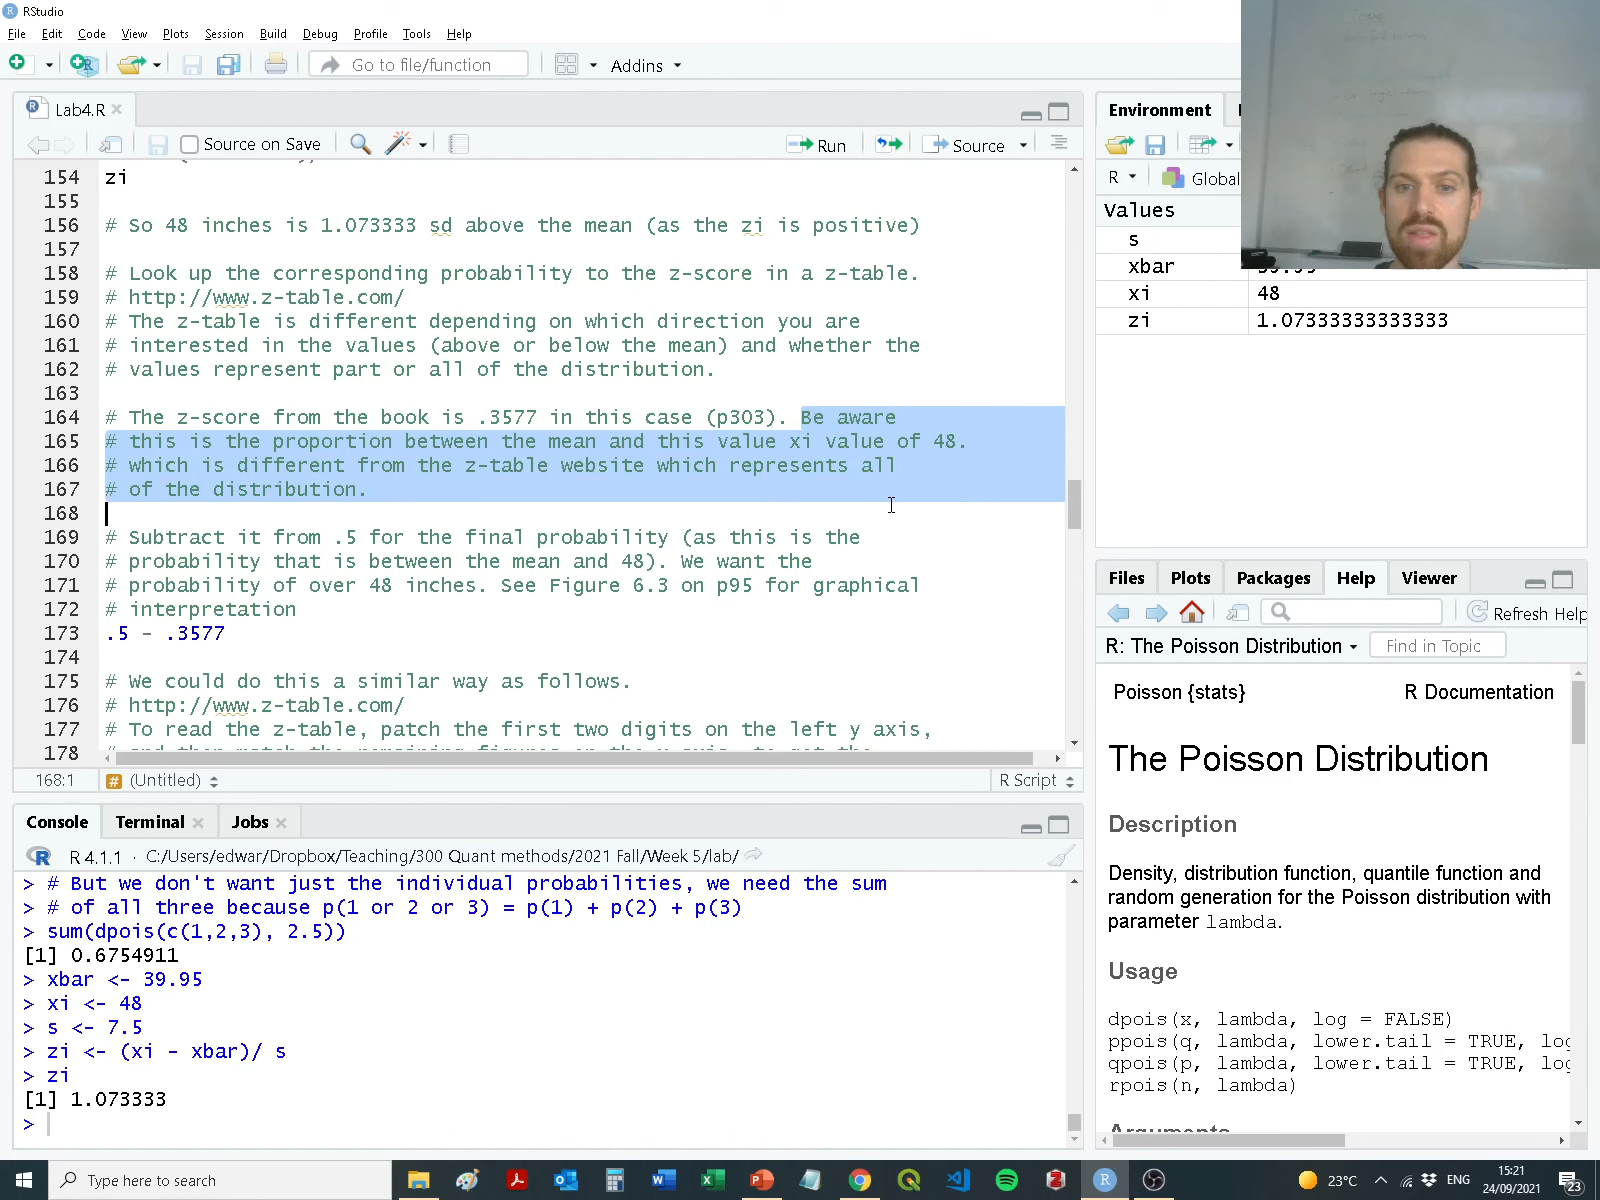 RStudio
File Edit Code View Plots Session Build Debug Profile Tools Help
Go to file/function Addins
Lab4.R
Source on Save Run Source
154 zi
155
156 # So 48 inches is 1.073333 sd above the mean (as the zi is positive)
157
158 # Look up the corresponding probability to the z-score in a z-table.
159 # http://www.z-table.com/
160 # The z-table is different depending on which direction you are
161 # interested in the values (above or below the mean) and whether the
162 # values represent part or all of the distribution.
163
164 # The z-score from the book is .3577 in this case (p303). Be aware
165 # this is the proportion between the mean and this value xi value of 48.
166 # which is different from the z-table website which represents all
167 # of the distribution.
168
169 # Subtract it from .5 for the final probability (as this is the
170 # probability that is between the mean and 48). We want the
171 # probability of over 48 inches. See Figure 6.3 on p95 for graphical
172 # interpretation
173 .5 - .3577
174
175 # We could do this a similar way as follows.
176 # http://www.z-table.com/
177 # To read the z-table, patch the first two digits on the left y axis,
178
168:1 # (Untitled) R Script
Console Terminal Jobs
R 4.1.1 · C:/Users/edwar/Dropbox/Teaching/300 Quant methods/2021 Fall/Week 5/lab/
> # But we don't want just the individual probabilities, we need the sum
> # of all three because p(1 or 2 or 3) = p(1) + p(2) + p(3)
> sum(dpois(c(1,2,3), 2.5))
[1] 0.6754911
> xbar <- 39.95
> xi <- 48
> s <- 7.5
> zi <- (xi - xbar)/ s
> zi
[1] 1.073333
>
Environment
R Global
Values
s
xbar
xi 48
zi 1.07333333333333
Files Plots Packages Help Viewer
Refresh Help
R: The Poisson Distribution Find in Topic
Poisson {stats} R Documentation
The Poisson Distribution
Description
Density, distribution function, quantile function and
random generation for the Poisson distribution with
parameter lambda.
Usage
dpois(x, lambda, log = FALSE)
ppois(q, lambda, lower.tail = TRUE, log
qpois(p, lambda, lower.tail = TRUE, log
rpois(n, lambda)
Arguments
Type here to search
23°C ENG 15:21
24/09/2021 23